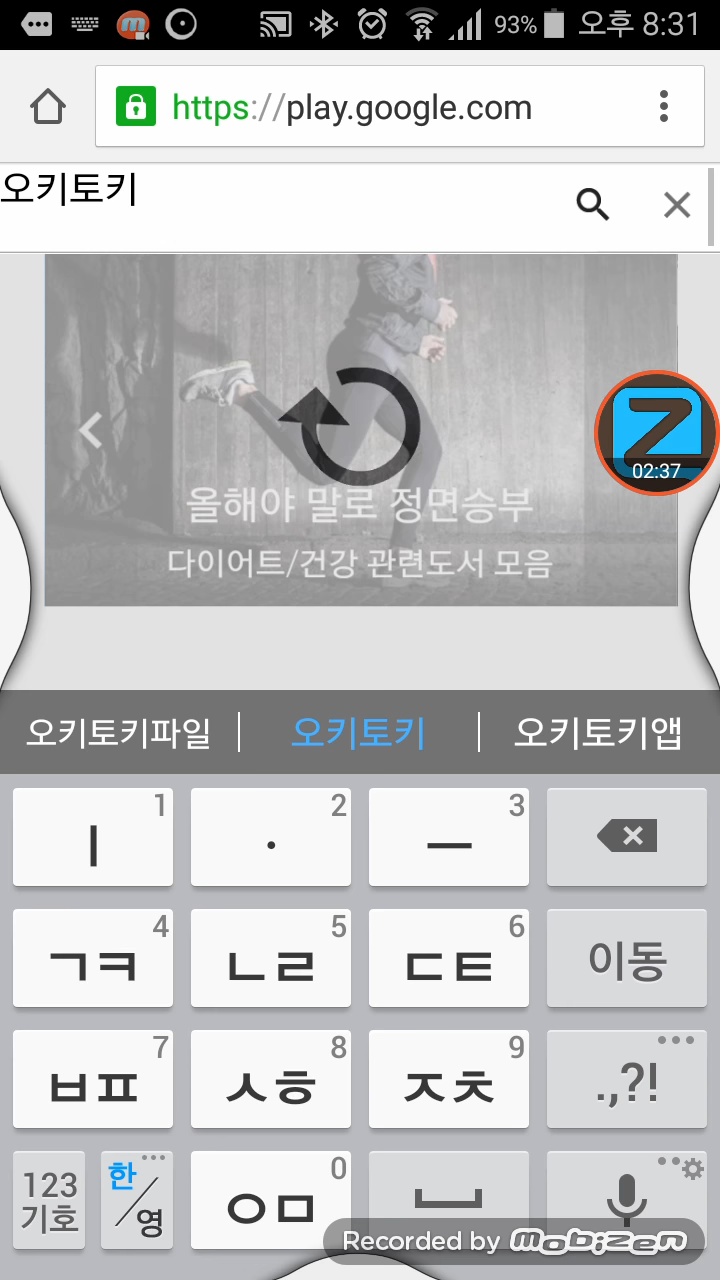 93% 오후 8:31
https://play.google.com
오키토키
02:37
올해야 말로 정면승부
다이어트/건강 관련도서 모음
오키토키파일 오키토키 오키토키앱
1 2 3
ㅣ · ㅡ
4 5 6
ㄱㅋ ㄴㄹ ㄷㅌ 이동
7 8 9
ㅂㅍ ㅅㅎ ㅈㅊ .,?!
123 한 0
기호 /영 ㅇㅁ
Recorded by mobizen